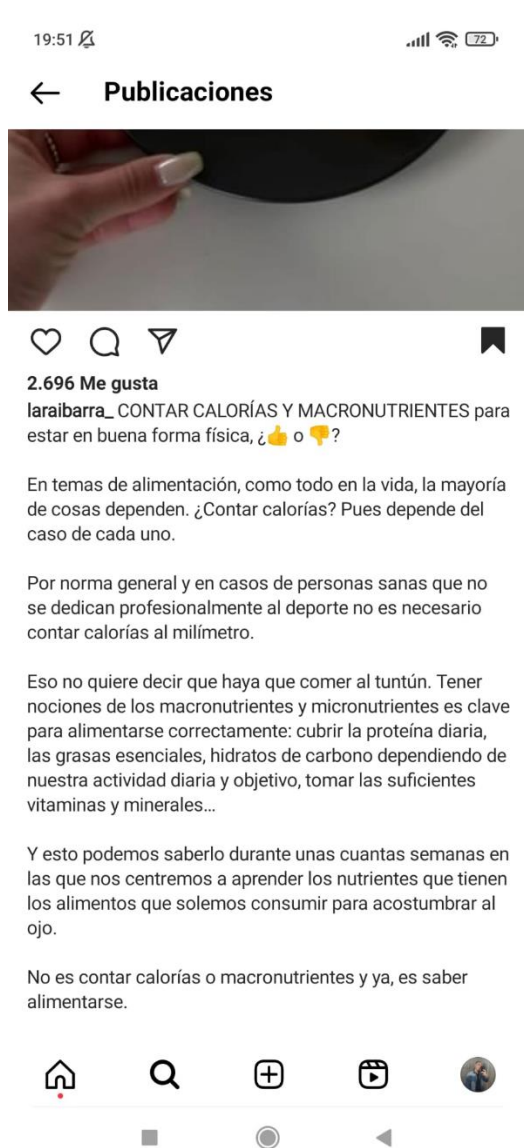 19:51
72
Publicaciones
2.696 Me gusta
laraibarra_ CONTAR CALORÍAS Y MACRONUTRIENTES para
estar en buena forma física, ¿👍 o 👎?
En temas de alimentación, como todo en la vida, la mayoría
de cosas dependen. ¿Contar calorías? Pues depende del
caso de cada uno.
Por norma general y en casos de personas sanas que no
se dedican profesionalmente al deporte no es necesario
contar calorías al milímetro.
Eso no quiere decir que haya que comer al tuntún. Tener
nociones de los macronutrientes y micronutrientes es clave
para alimentarse correctamente: cubrir la proteína diaria,
las grasas esenciales, hidratos de carbono dependiendo de
nuestra actividad diaria y objetivo, tomar las suficientes
vitaminas y minerales...
Y esto podemos saberlo durante unas cuantas semanas en
las que nos centremos a aprender los nutrientes que tienen
los alimentos que solemos consumir para acostumbrar al
ojo.
No es contar calorías o macronutrientes y ya, es saber
alimentarse.